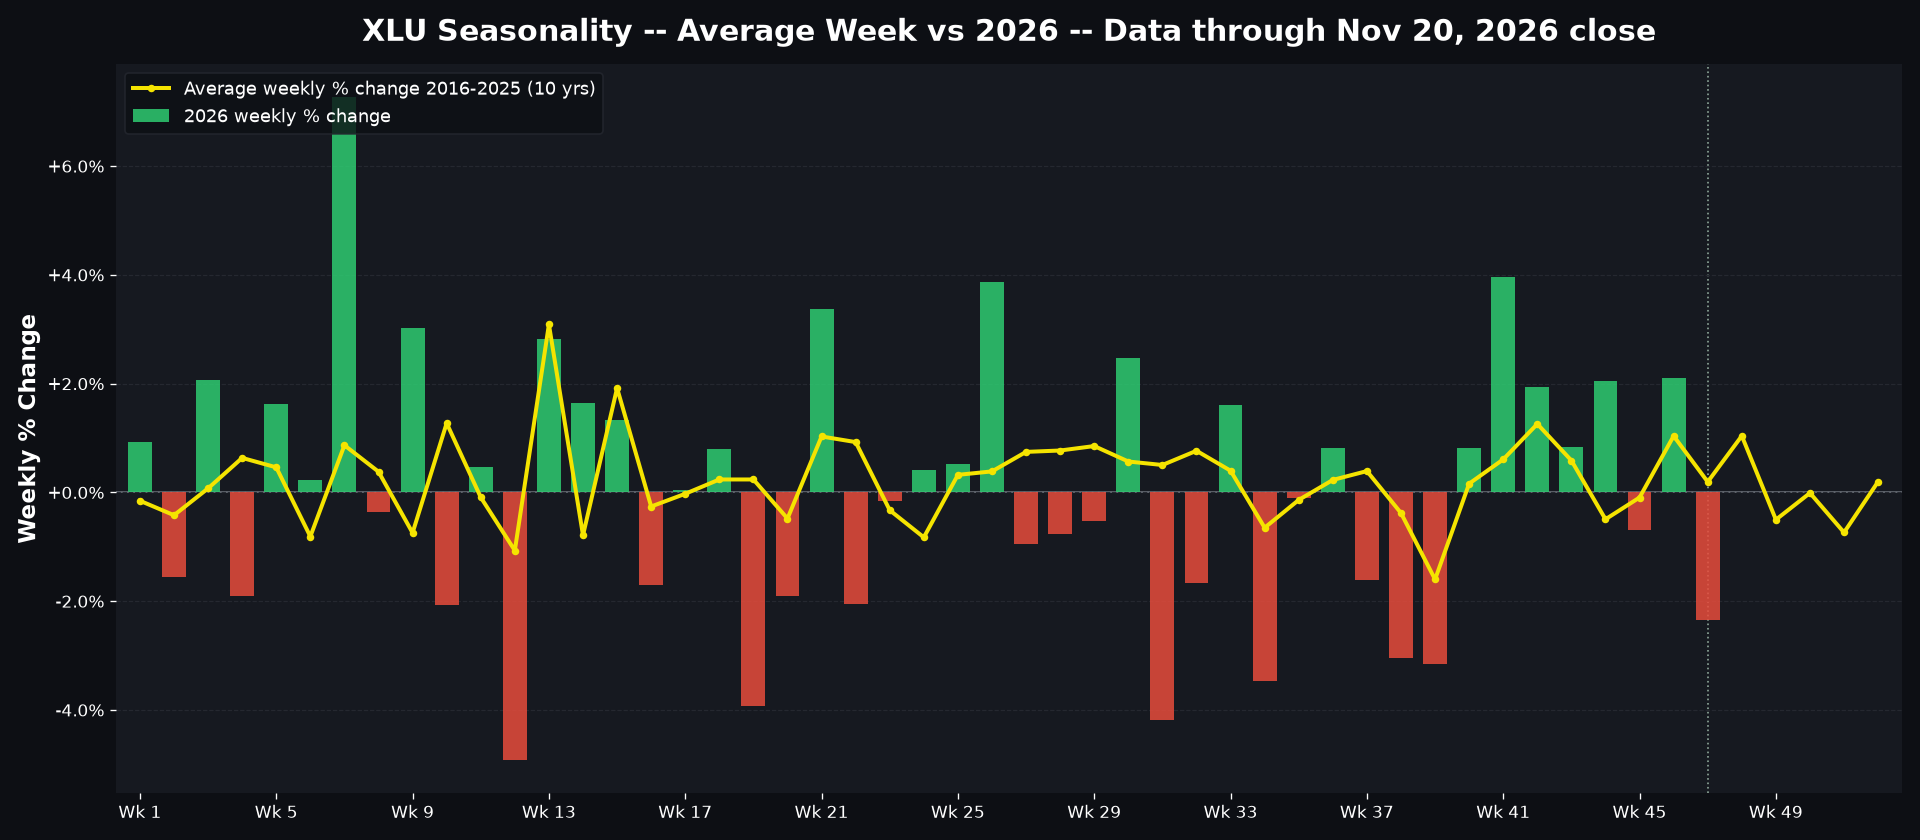 XLU Seasonality -- Average Week vs 2026 -- Data through Nov 20, 2026 close
Average weekly % change 2016-2025 (10 yrs)
2026 weekly % change
Weekly % Change
+6.0%
+4.0%
+2.0%
+0.0%
-2.0%
-4.0%
Wk 1
Wk 5
Wk 9
Wk 13
Wk 17
Wk 21
Wk 25
Wk 29
Wk 33
Wk 37
Wk 41
Wk 45
Wk 49